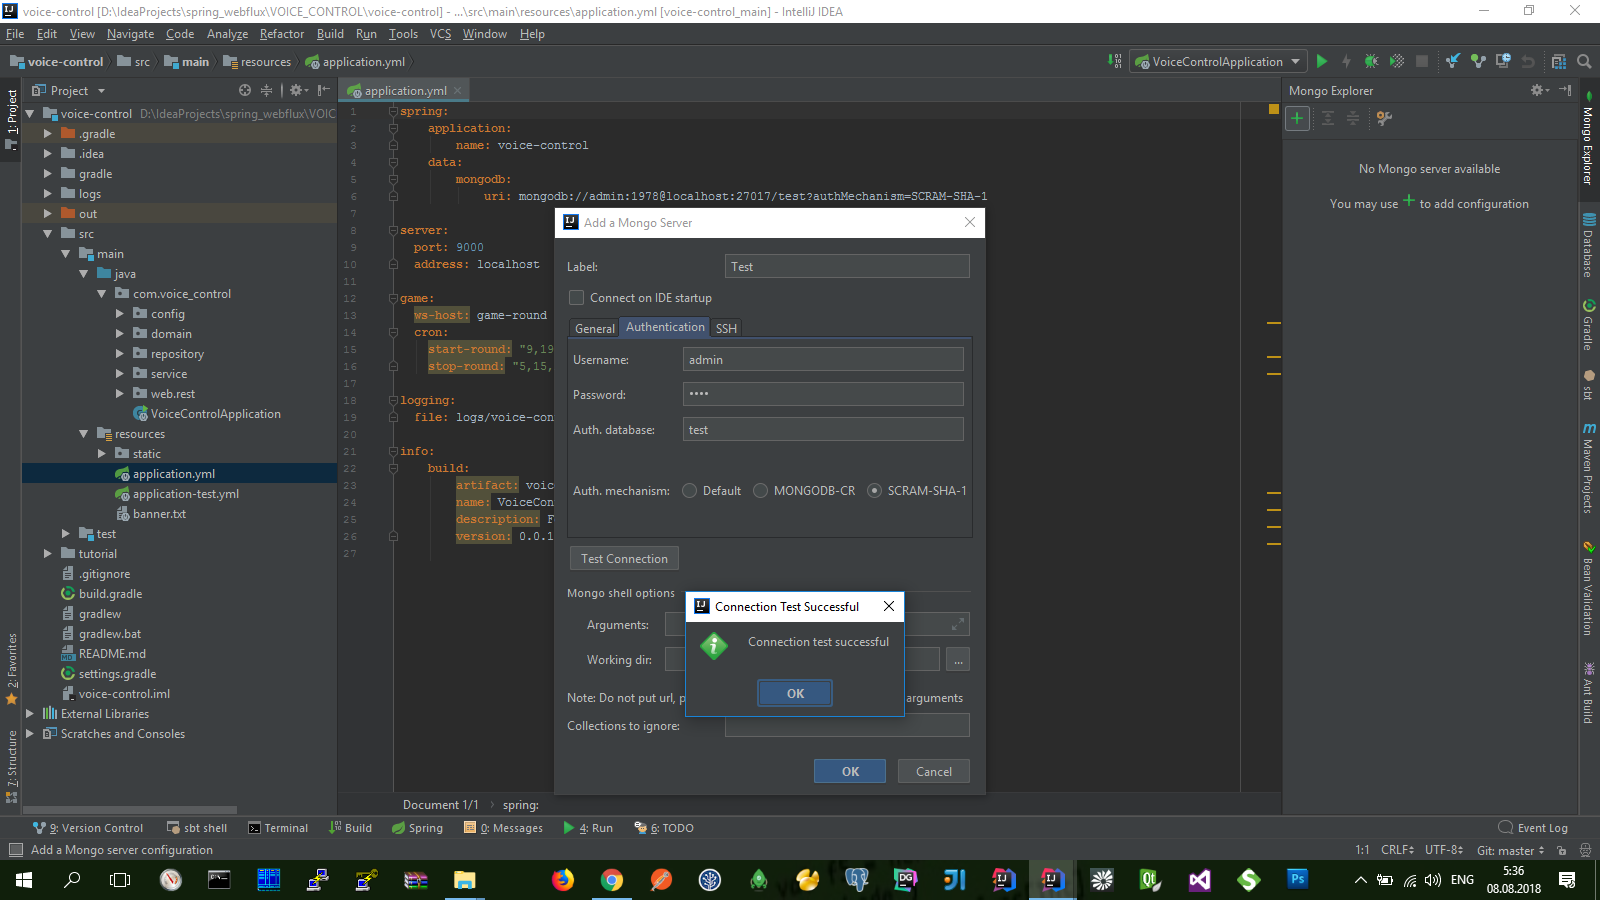 voice-control [D:\IdeaProjects\spring_webflux\VOICE_CONTROL\voice-control] - ...\src\main\resources\application.yml [voice-control_main] - IntelliJ IDEA
File Edit View Navigate Code Analyze Refactor Build Run Tools VCS Window Help
voice-control src main resources application.yml
VoiceControlApplication
1: Project
2: Favorites
7: Structure
Project
voice-control D:\IdeaProjects\spring_webflux\VOIC
.gradle
.idea
gradle
logs
out
src
main
java
com.voice_control
config
domain
repository
service
web.rest
VoiceControlApplication
resources
static
application.yml
application-test.yml
banner.txt
test
tutorial
.gitignore
build.gradle
gradlew
gradlew.bat
README.md
settings.gradle
voice-control.iml
External Libraries
Scratches and Consoles
application.yml
1 spring:
2 application:
3 name: voice-control
4 data:
5 mongodb:
6 uri: mongodb://admin:1978@localhost:27017/test?authMechanism=SCRAM-SHA-1
7
8 server:
9 port: 9000
10 address: localhost
11
12 game:
13 ws-host: game-round
14 cron:
15 start-round: "9,19
16 stop-round: "5,15,
17
18 logging:
19 file: logs/voice-con
20
21 info:
22 build:
23 artifact: voic
24 name: VoiceCon
25 description: F
26 version: 0.0.1
27
Document 1/1 spring:
Add a Mongo Server
Label: Test
Connect on IDE startup
General Authentication SSH
Username: admin
Password: ••••
Auth. database: test
Auth. mechanism: Default MONGODB-CR SCRAM-SHA-1
Test Connection
Mongo shell options
Arguments:
Working dir: ...
Note: Do not put url, p arguments
Collections to ignore:
OK Cancel
Connection Test Successful
Connection test successful
OK
Mongo Explorer
No Mongo server available
You may use + to add configuration
Mongo Explorer
Database
Gradle
sbt
Maven Projects
Bean Validation
Ant Build
9: Version Control sbt shell Terminal Build Spring 0: Messages 4: Run 6: TODO Event Log
Add a Mongo server configuration 1:1 CRLF UTF-8 Git: master
ENG 5:36
08.08.2018